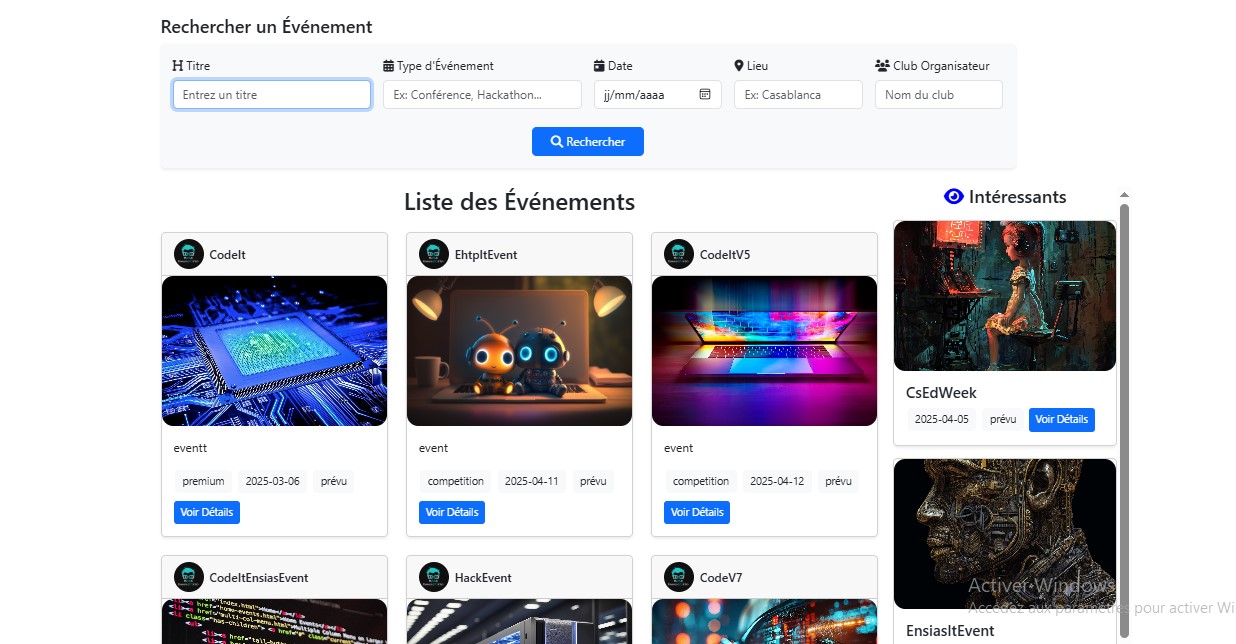 Rechercher un Événement
Titre
Type d'Événement
Date
Lieu
Club Organisateur
Entrez un titre
Ex: Conférence, Hackathon...
jj/mm/aaaa
Ex: Casablanca
Nom du club
Rechercher
Liste des Événements
Intéressants
CodeIt
EhtpItEvent
CodeItV5
eventt
event
event
premium 2025-03-06 prévu
competition 2025-04-11 prévu
competition 2025-04-12 prévu
Voir Détails
Voir Détails
Voir Détails
CsEdWeek
2025-04-05 prévu Voir Détails
CodeItEnsiasEvent
HackEvent
CodeV7
Activer Windows
Accédez aux paramètres pour activer Wi
EnsiasItEvent